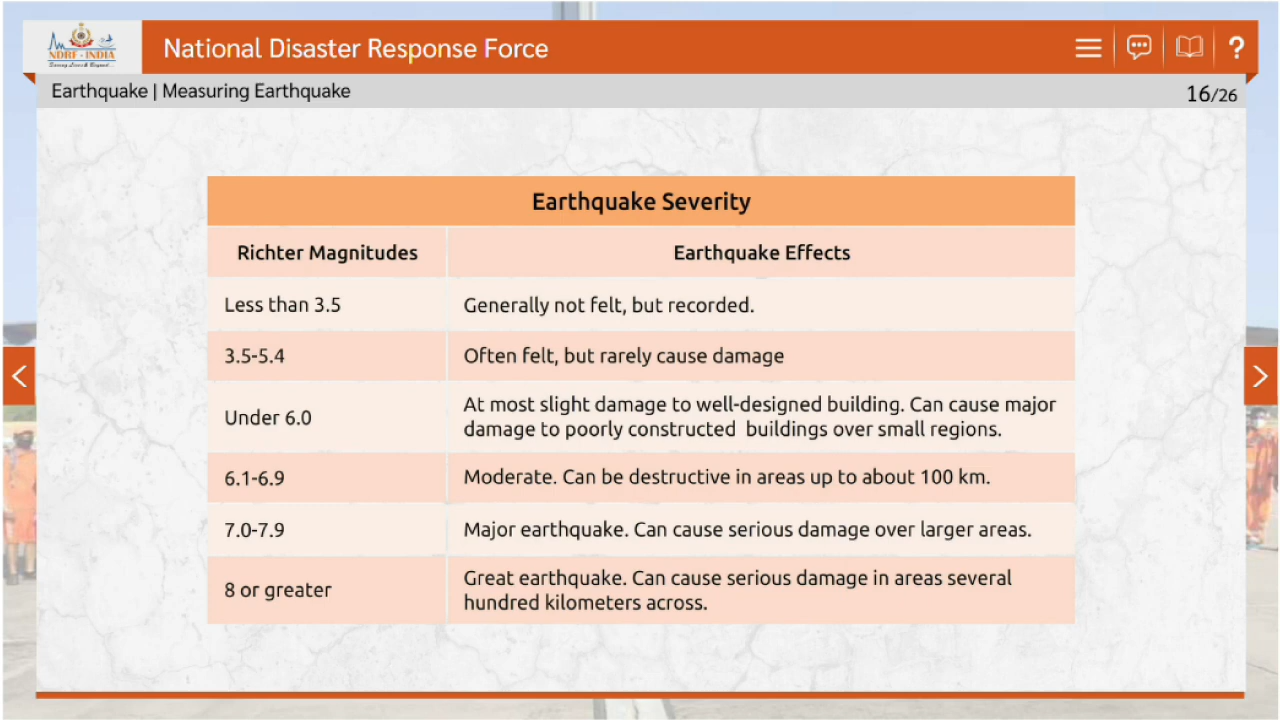 NDRF - INDIA
National Disaster Response Force
?
Earthquake | Measuring Earthquake
16/26
Earthquake Severity
Richter Magnitudes
Earthquake Effects
Less than 3.5
Generally not felt, but recorded.
3.5-5.4
Often felt, but rarely cause damage
Under 6.0
At most slight damage to well-designed building. Can cause major
damage to poorly constructed buildings over small regions.
6.1-6.9
Moderate. Can be destructive in areas up to about 100 km.
7.0-7.9
Major earthquake. Can cause serious damage over larger areas.
8 or greater
Great earthquake. Can cause serious damage in areas several
hundred kilometers across.